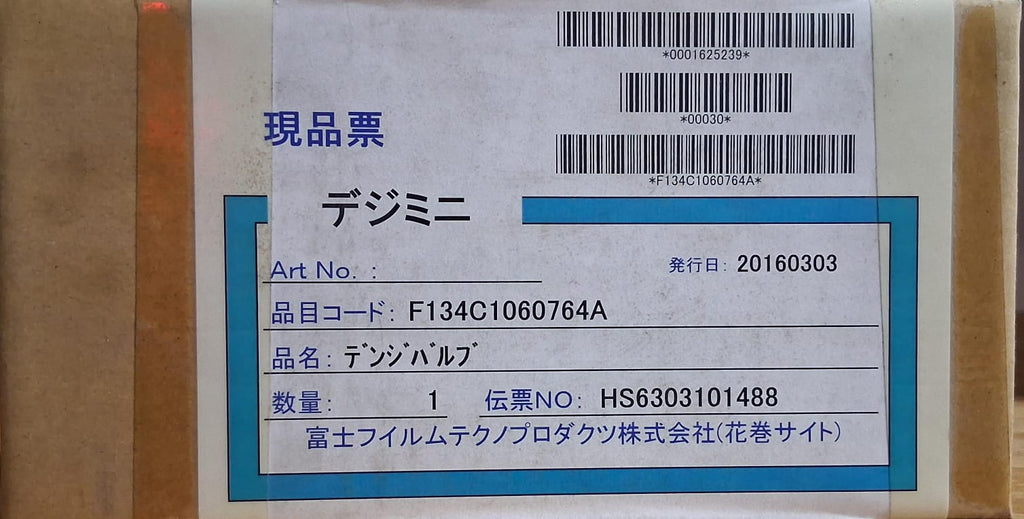 *0001625239*
*00030*
*F134C1060764A*
現品票
デジミニ
Art No. :
発行日: 20160303
品目コード: F134C1060764A
品名: ﾃﾞﾝｼﾞﾊﾞﾙﾌﾞ
数量: 1 伝票NO: HS6303101488
富士フイルムテクノプロダクツ株式会社(花巻サイト)